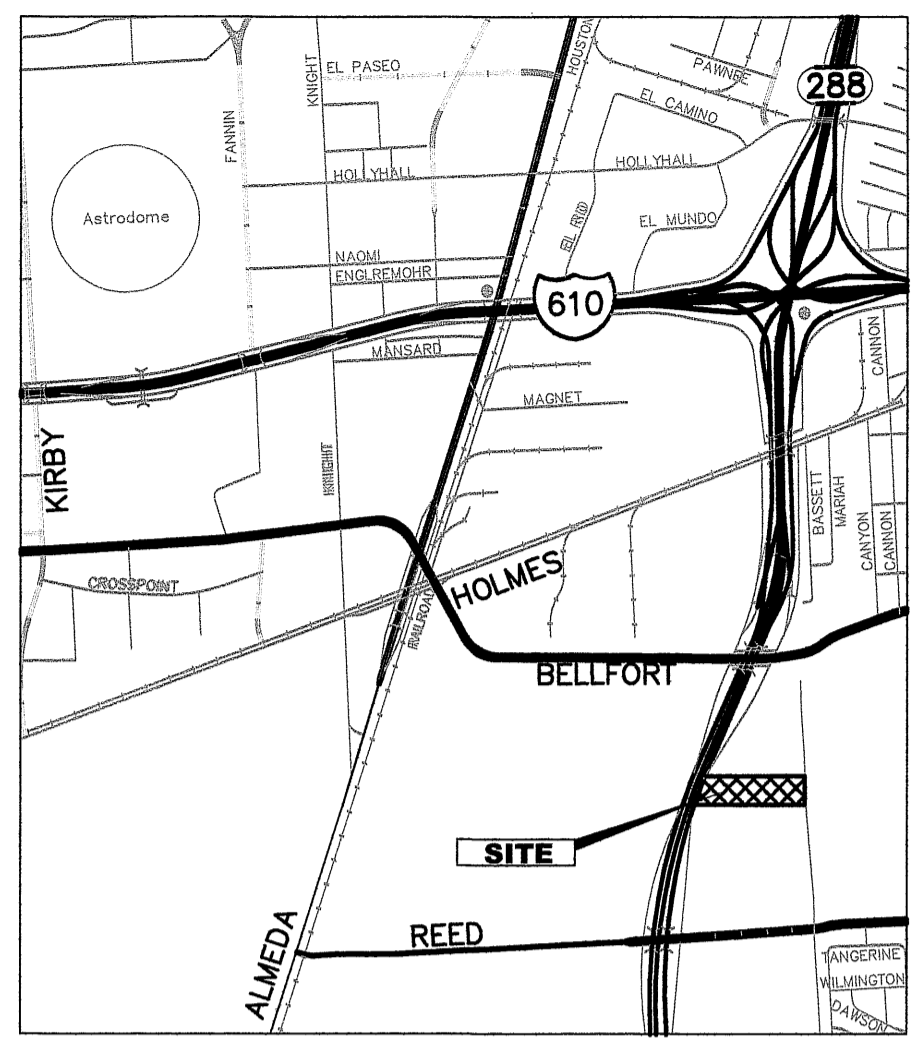 HOUSTON
EL PASEO
KNIGHT
PAWNEE
288
EL CAMINO
FANNIN
HOLLYHALL
HOLLYHALL
Astrodome
EL RIO
EL MUNDO
NAOMI
ENGLREMOHR
610
MANSARD
CANNON
MAGNET
KIRBY
KNIGHT
BASSETT
MARIAH
CANYON
CANNON
CROSSPOINT
HOLMES
RAILROAD
BELLFORT
SITE
ALMEDA
REED
TANGERINE
WILMINGTON
DAWSON